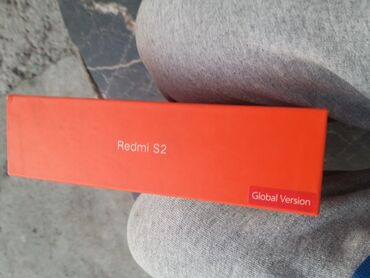 Redmi S2
Global Version